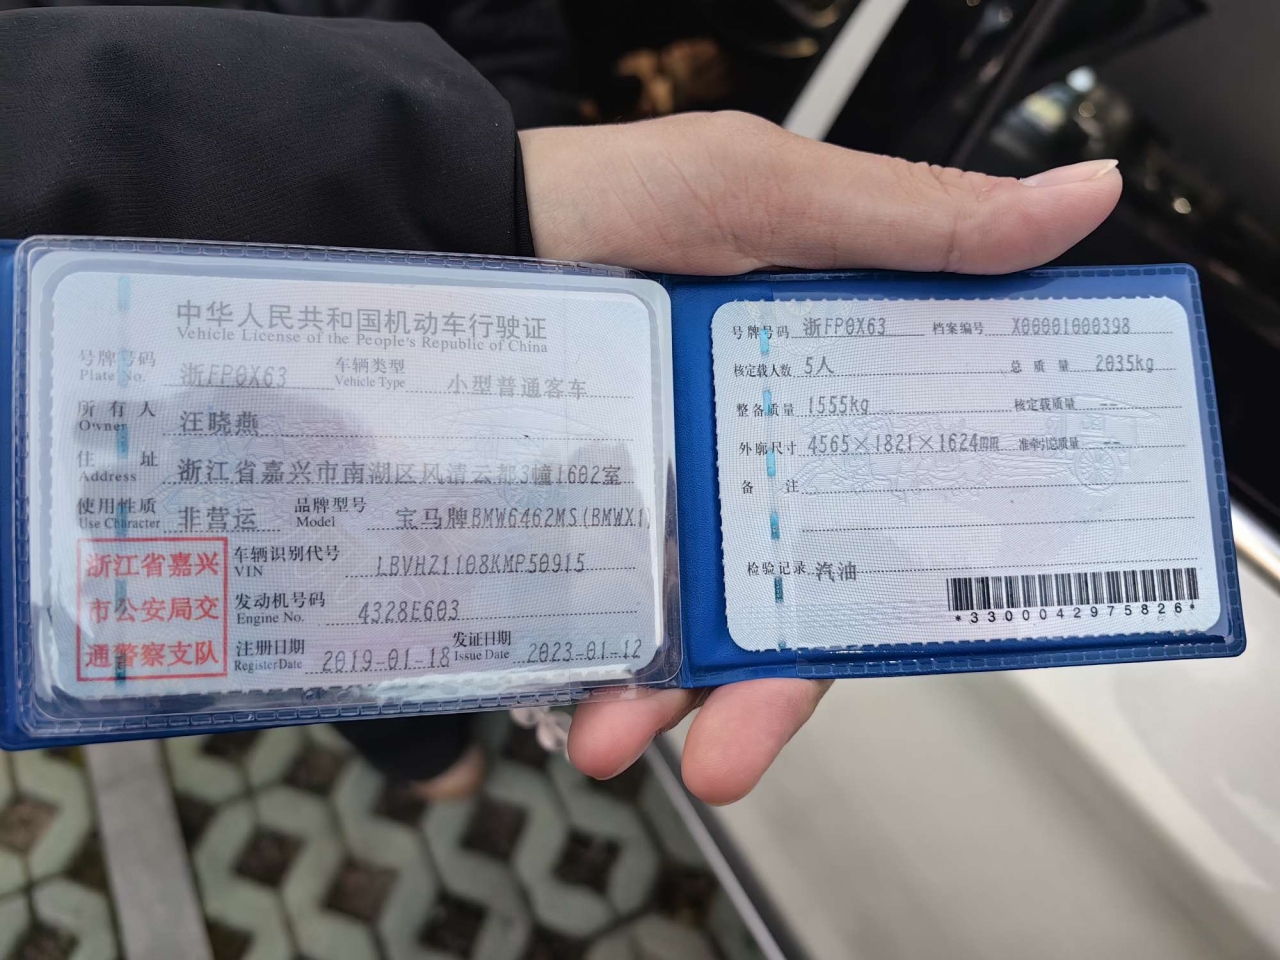 中华人民共和国机动车行驶证
Vehicle License of the People's Republic of China
号牌号码 浙FP0X63 车辆类型 小型普通客车
Plate No. Vehicle Type
所有人 汪晓燕
Owner
住址 浙江省嘉兴市南湖区风清云都3幢1602室
Address
使用性质 非营运 品牌型号 宝马牌BMW6462MS(BMWX1)
Use Character Model
浙江省嘉兴
市公安局交
通警察支队
车辆识别代号 LBVHZ1108KMP50915
VIN
发动机号码 4328E603
Engine No.
注册日期 2019-01-18 发证日期 2023-01-12
Register Date Issue Date
号牌号码 浙FP0X63 档案编号 X00001000398
核定载人数 5人 总质量 2035kg
整备质量 1555kg 核定载质量 --
外廓尺寸 4565×1821×1624mm 准牵引总质量 --
备注
检验记录 汽油
*3300042975826*